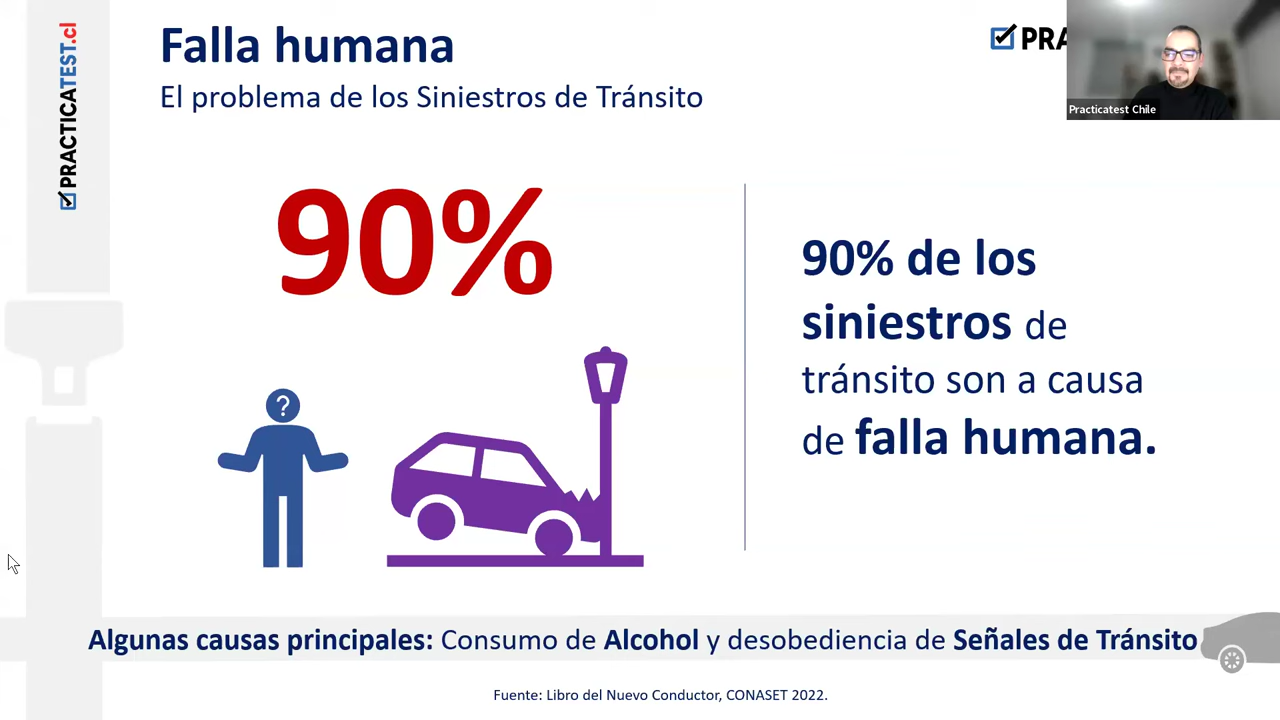 PRACTICATEST.cl
Falla humana
El problema de los Siniestros de Tránsito
PRA
Practicatest Chile
90%
?
90% de los
siniestros de
tránsito son a causa
de falla humana.
Algunas causas principales: Consumo de Alcohol y desobediencia de Señales de Tránsito
Fuente: Libro del Nuevo Conductor, CONASET 2022.